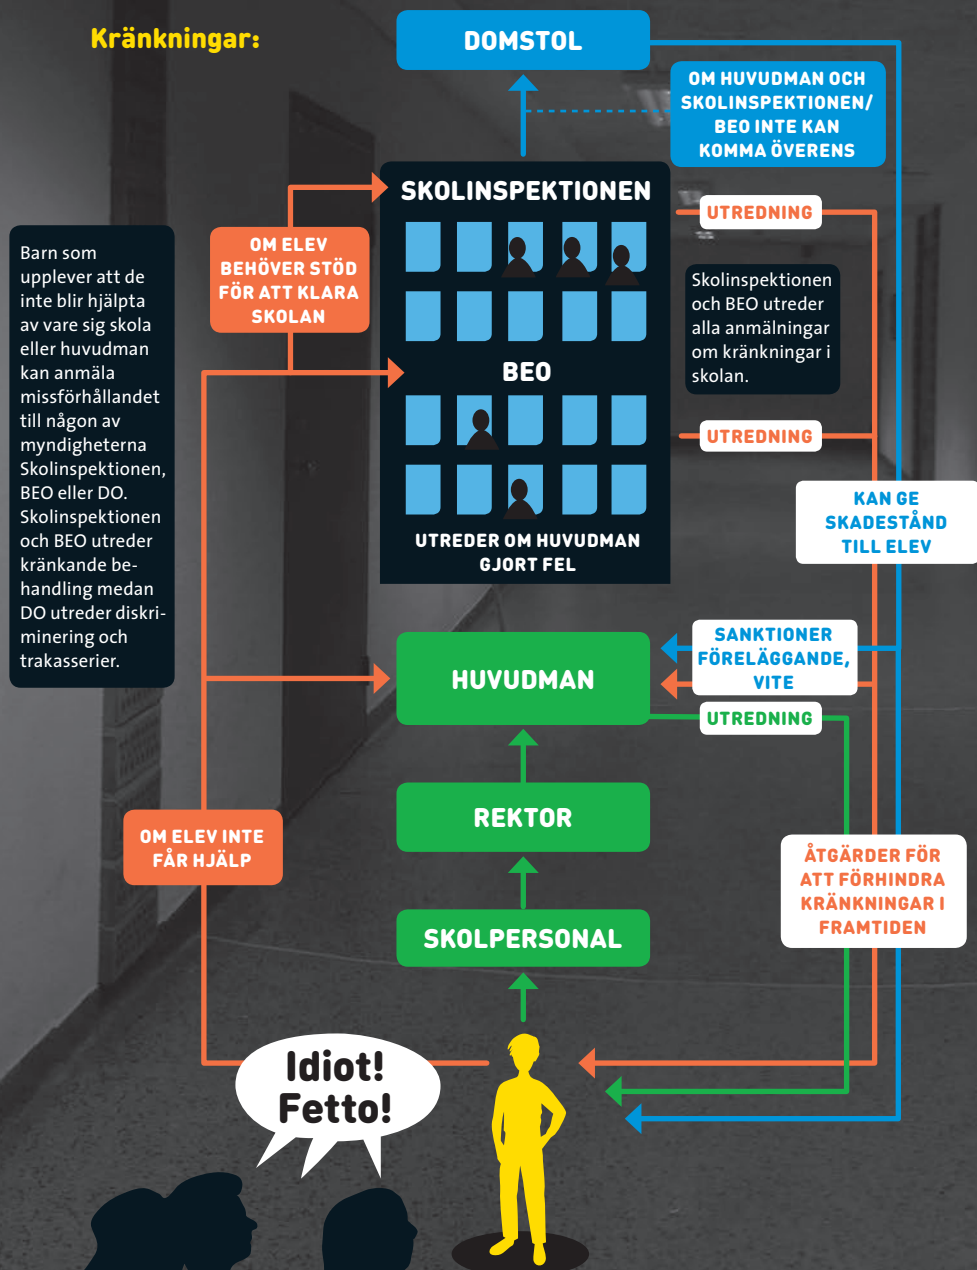 Kränkningar:
DOMSTOL
OM HUVUDMAN OCH
SKOLINSPEKTIONEN/
BEO INTE KAN
KOMMA ÖVERENS
SKOLINSPEKTIONEN
UTREDNING
OM ELEV
BEHÖVER STÖD
FÖR ATT KLARA
SKOLAN
Barn som
upplever att de
inte blir hjälpta
av vare sig skola
eller huvudman
kan anmäla
missförhållandet
till någon av
myndigheterna
Skolinspektionen,
BEO eller DO.
Skolinspektionen
och BEO utreder
kränkande be-
handling medan
DO utreder diskri-
minering och
trakasserier.
Skolinspektionen
och BEO utreder
alla anmälningar
om kränkningar i
skolan.
BEO
UTREDNING
UTREDER OM HUVUDMAN
GJORT FEL
KAN GE
SKADESTÅND
TILL ELEV
HUVUDMAN
SANKTIONER
FÖRELÄGGANDE,
VITE
UTREDNING
REKTOR
OM ELEV INTE
FÅR HJÄLP
ÅTGÄRDER FÖR
ATT FÖRHINDRA
KRÄNKNINGAR I
FRAMTIDEN
SKOLPERSONAL
Idiot!
Fetto!